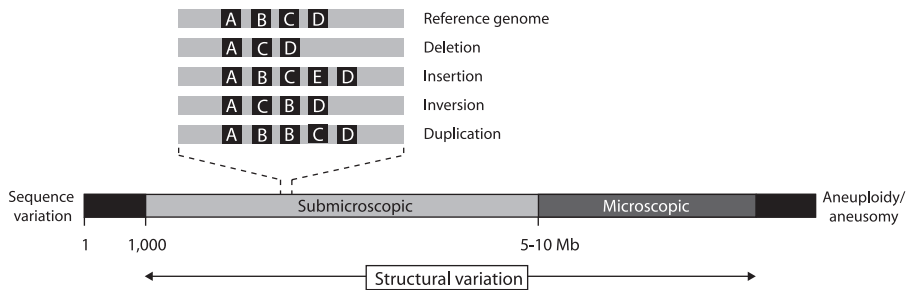 A B C D Reference genome
A C D Deletion
A B C E D Insertion
A C B D Inversion
A B B C D Duplication
Sequence
variation
Submicroscopic
Microscopic
Aneuploidy/
aneusomy
1
1,000
5-10 Mb
Structural variation